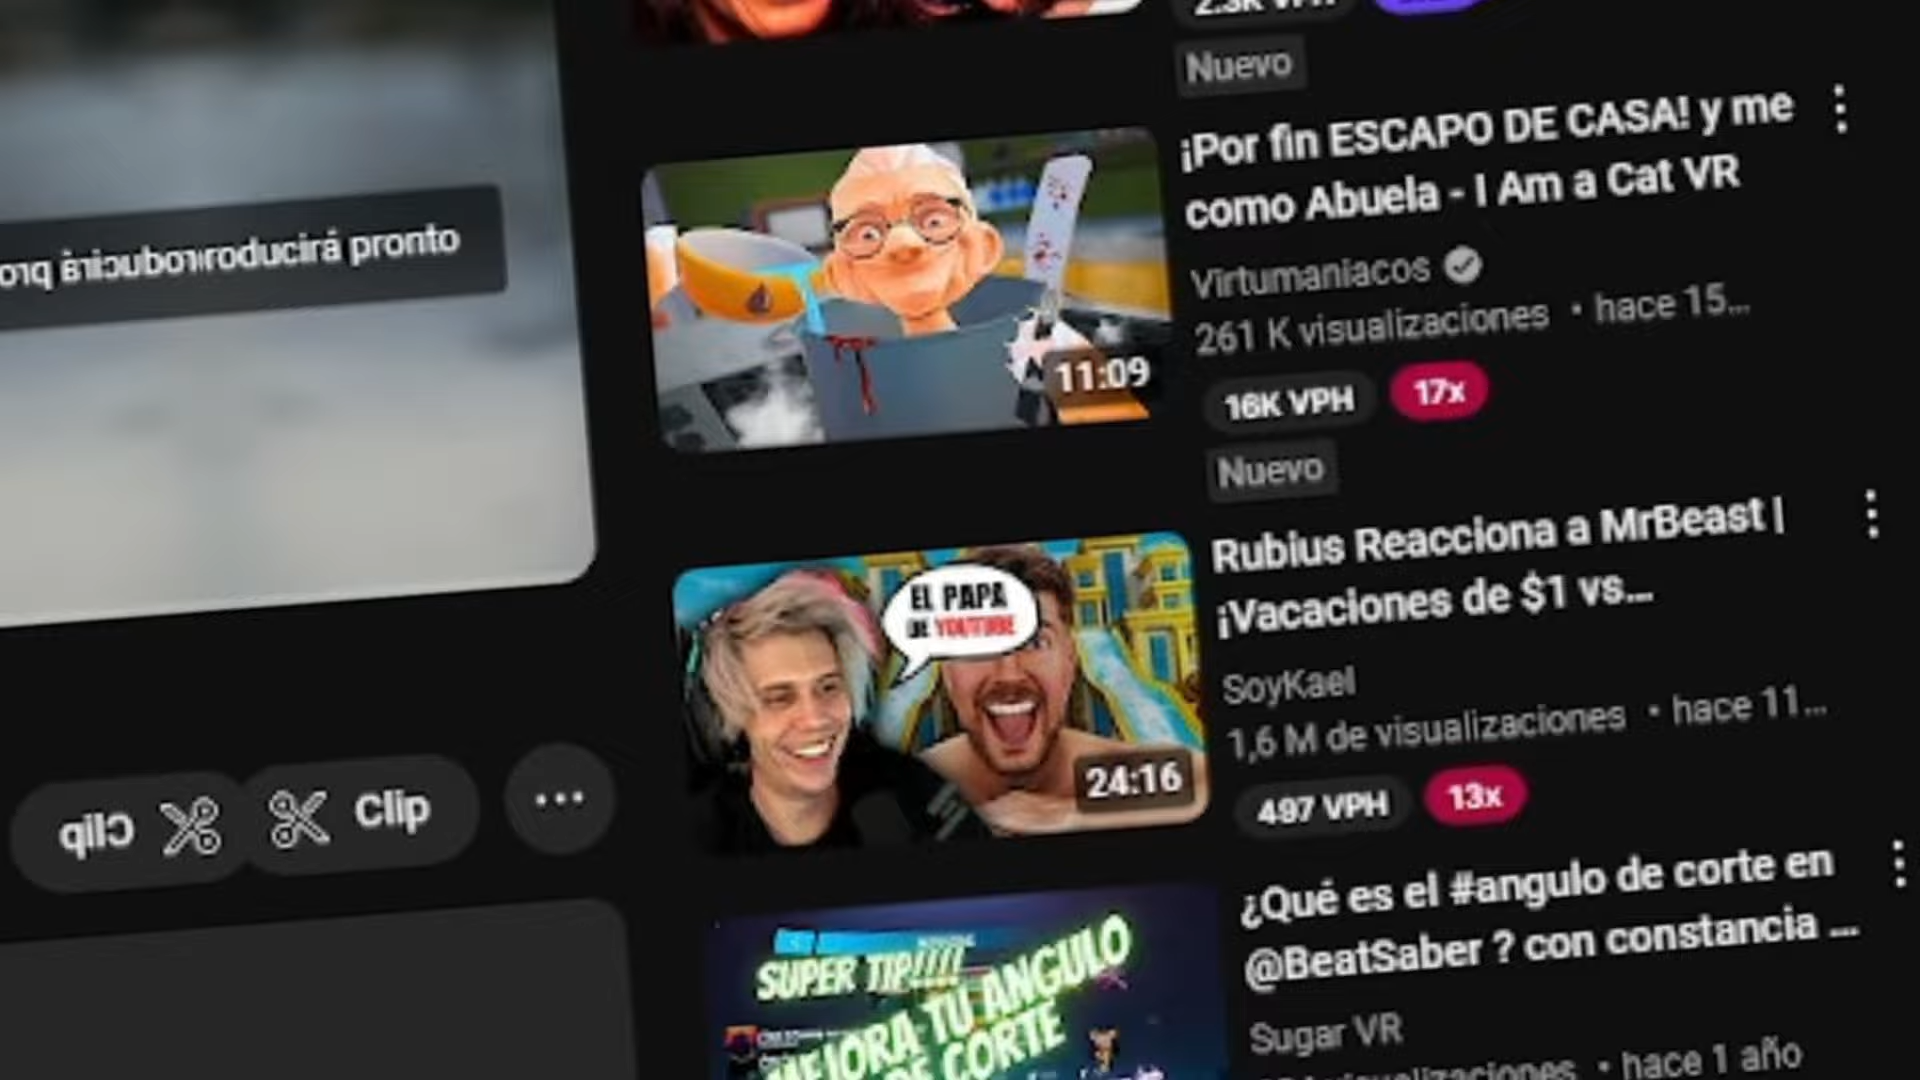 Nuevo
¡Por fin ESCAPO DE CASA! y me
como Abuela - I Am a Cat VR
Virtumaniacos
261 K visualizaciones • hace 15...
11:09
16K VPH 17x
Nuevo
roducirá pronto
Rubius Reacciona a MrBeast |
¡Vacaciones de $1 vs...
EL PAPA
DE YOUTUBE
SoyKael
1,6 M de visualizaciones • hace 11...
24:16
497 VPH 13x
Clip
¿Qué es el #angulo de corte en
@BeatSaber ? con constancia ...
SUPER TIP!!!!
MEJORA TU ANGULO
DE CORTE
Sugar VR
visualizaciones • hace 1 año